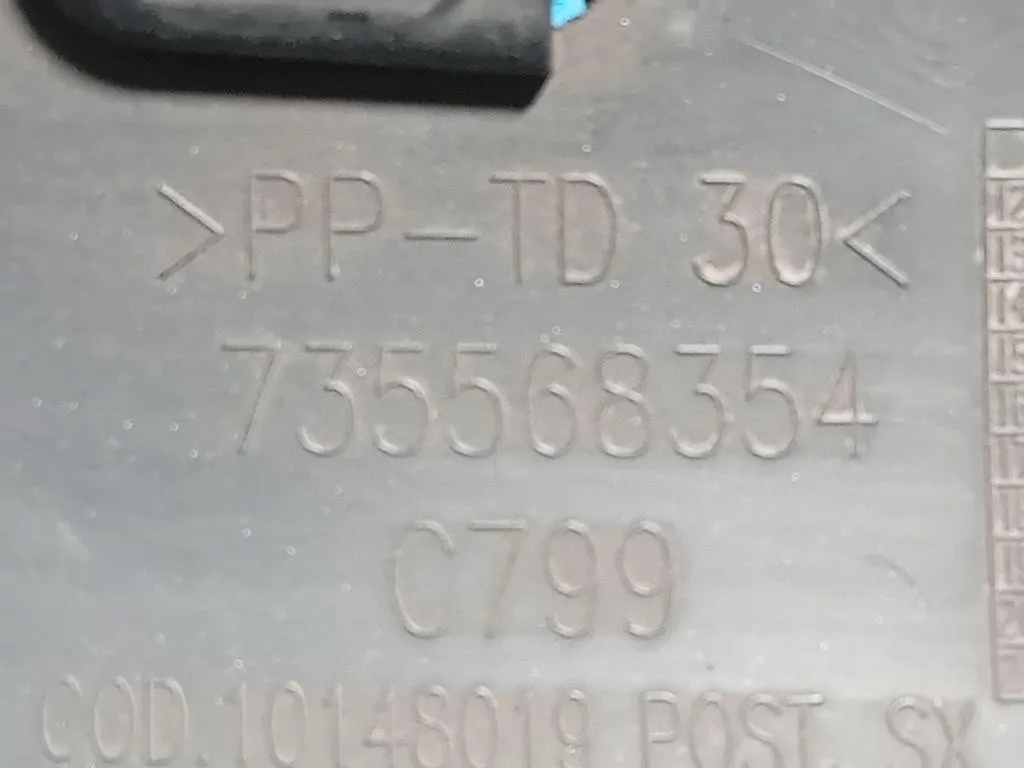 >PP-TD 30<
735568354
C799
COD.10148019 POST. SX